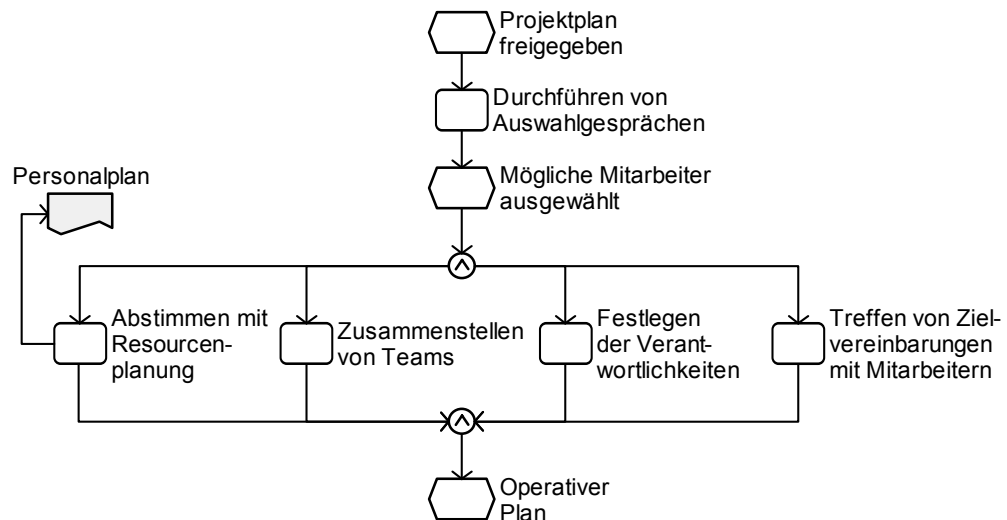 Projektplan
freigegeben
Durchführen von
Auswahlgesprächen
Personalplan
Mögliche Mitarbeiter
ausgewählt
Abstimmen mit
Resourcen-
planung
Zusammenstellen
von Teams
Festlegen
der Verant-
wortlichkeiten
Treffen von Ziel-
vereinbarungen
mit Mitarbeitern
Operativer
Plan